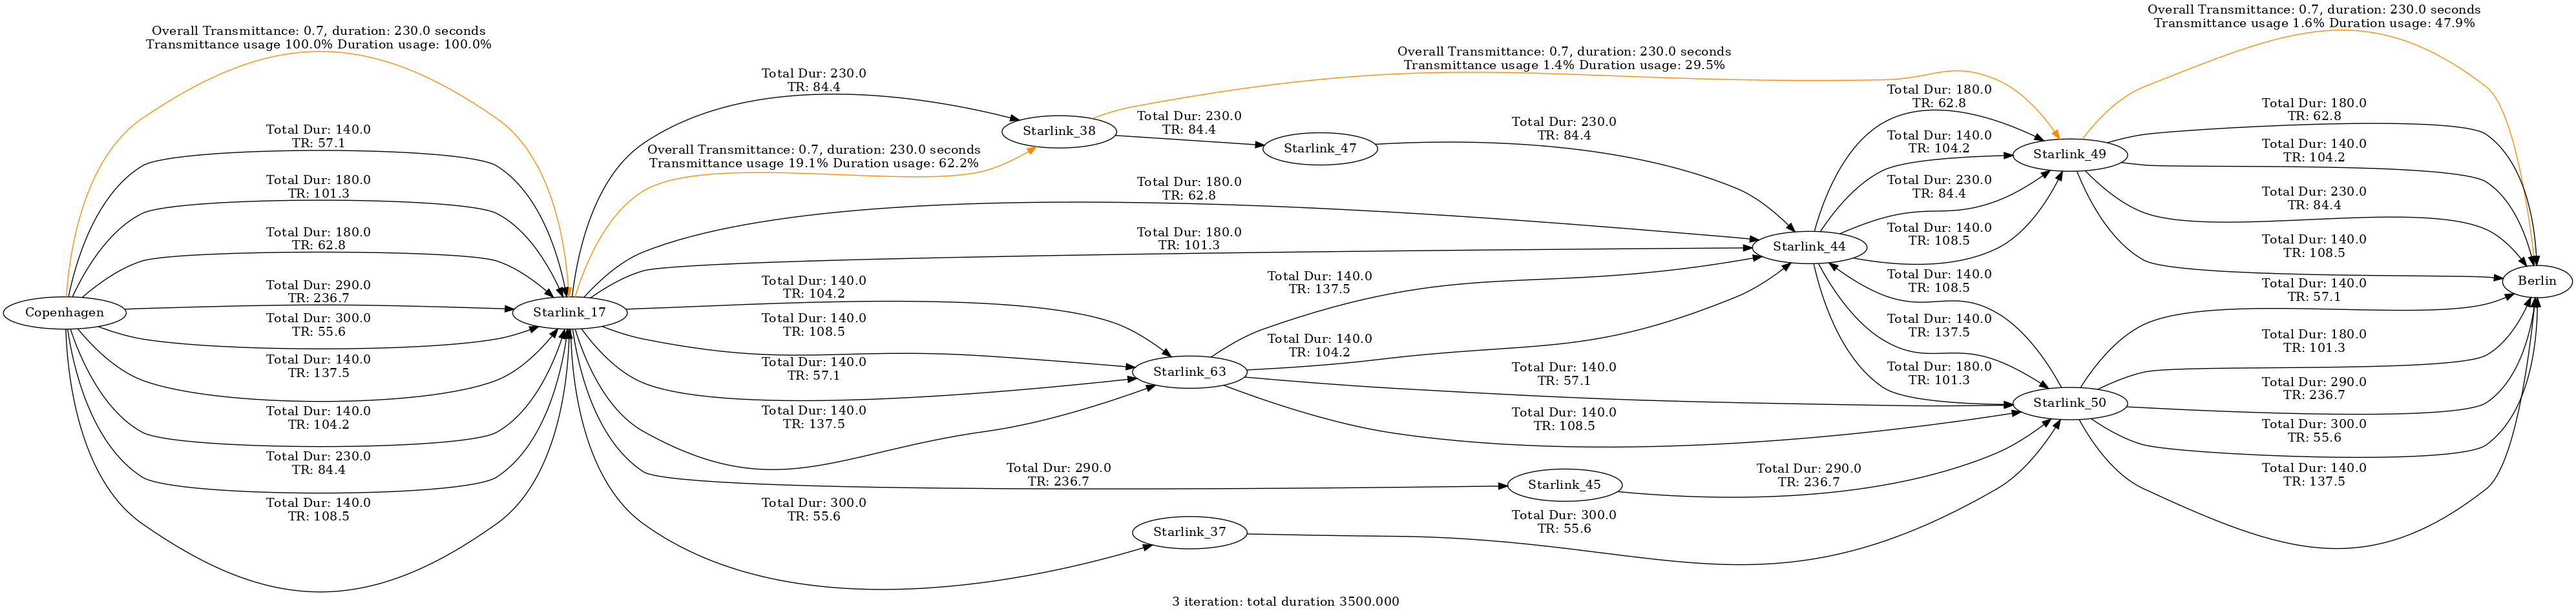 Overall Transmittance: 0.7, duration: 230.0 seconds
Transmittance usage 100.0% Duration usage: 100.0%
Total Dur: 140.0
TR: 57.1
Total Dur: 180.0
TR: 101.3
Total Dur: 180.0
TR: 62.8
Total Dur: 290.0
TR: 236.7
Total Dur: 300.0
TR: 55.6
Total Dur: 140.0
TR: 137.5
Total Dur: 140.0
TR: 104.2
Total Dur: 230.0
TR: 84.4
Total Dur: 140.0
TR: 108.5
Copenhagen
Starlink_17
Total Dur: 230.0
TR: 84.4
Overall Transmittance: 0.7, duration: 230.0 seconds
Transmittance usage 19.1% Duration usage: 62.2%
Total Dur: 140.0
TR: 104.2
Total Dur: 140.0
TR: 108.5
Total Dur: 140.0
TR: 57.1
Total Dur: 140.0
TR: 137.5
Total Dur: 290.0
TR: 236.7
Total Dur: 300.0
TR: 55.6
Starlink_38
Total Dur: 230.0
TR: 84.4
Starlink_47
Total Dur: 180.0
TR: 62.8
Total Dur: 180.0
TR: 101.3
Total Dur: 140.0
TR: 137.5
Total Dur: 140.0
TR: 104.2
Starlink_63
Starlink_37
Overall Transmittance: 0.7, duration: 230.0 seconds
Transmittance usage 1.4% Duration usage: 29.5%
Total Dur: 230.0
TR: 84.4
Total Dur: 140.0
TR: 57.1
Total Dur: 140.0
TR: 108.5
Starlink_45
Total Dur: 300.0
TR: 55.6
Total Dur: 290.0
TR: 236.7
Starlink_44
Total Dur: 180.0
TR: 62.8
Total Dur: 140.0
TR: 104.2
Total Dur: 230.0
TR: 84.4
Total Dur: 140.0
TR: 108.5
Total Dur: 140.0
TR: 108.5
Total Dur: 140.0
TR: 137.5
Total Dur: 180.0
TR: 101.3
Starlink_49
Starlink_50
Overall Transmittance: 0.7, duration: 230.0 seconds
Transmittance usage 1.6% Duration usage: 47.9%
Total Dur: 180.0
TR: 62.8
Total Dur: 140.0
TR: 104.2
Total Dur: 230.0
TR: 84.4
Total Dur: 140.0
TR: 108.5
Total Dur: 140.0
TR: 57.1
Total Dur: 180.0
TR: 101.3
Total Dur: 290.0
TR: 236.7
Total Dur: 300.0
TR: 55.6
Total Dur: 140.0
TR: 137.5
Berlin
3 iteration: total duration 3500.000